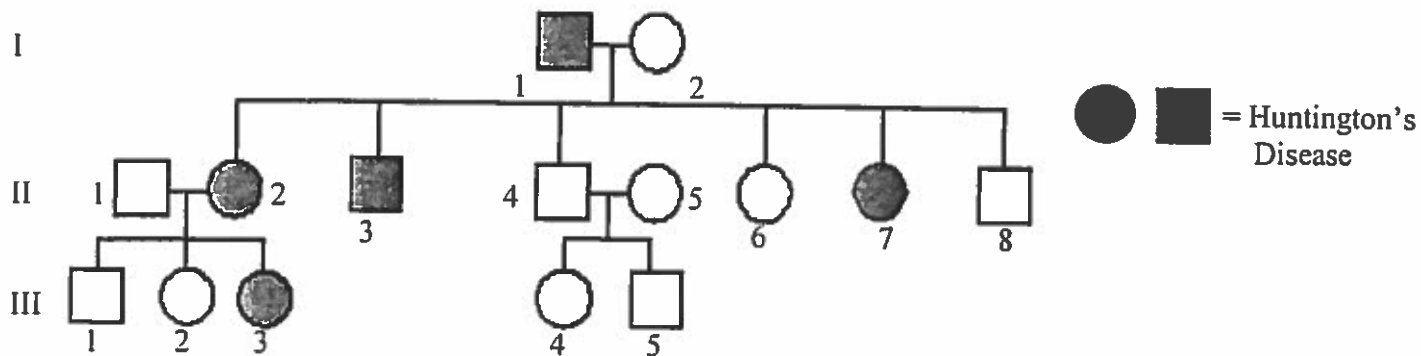 I
1 2
= Huntington's
Disease
II
1 2 3 4 5 6 7 8
III
1 2 3 4 5